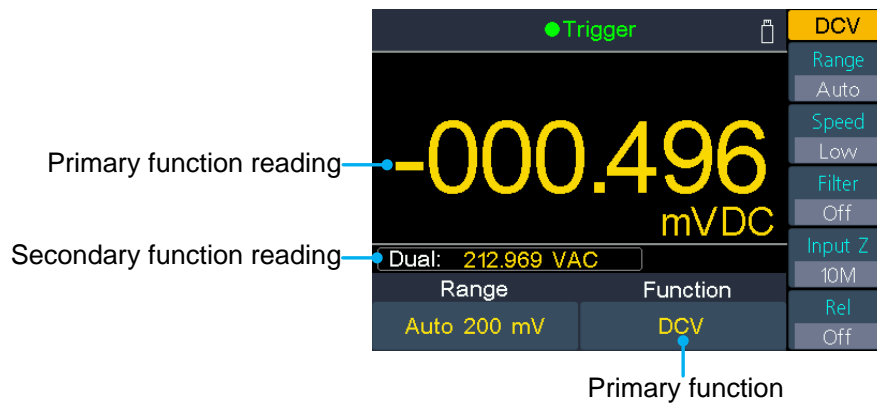 Trigger
DCV
Range
Auto
Speed
Low
Filter
Off
Input Z
10M
Rel
Off
Primary function reading
-000.496
mVDC
Secondary function reading
Dual: 212.969 VAC
Range
Function
Auto 200 mV
DCV
Primary function